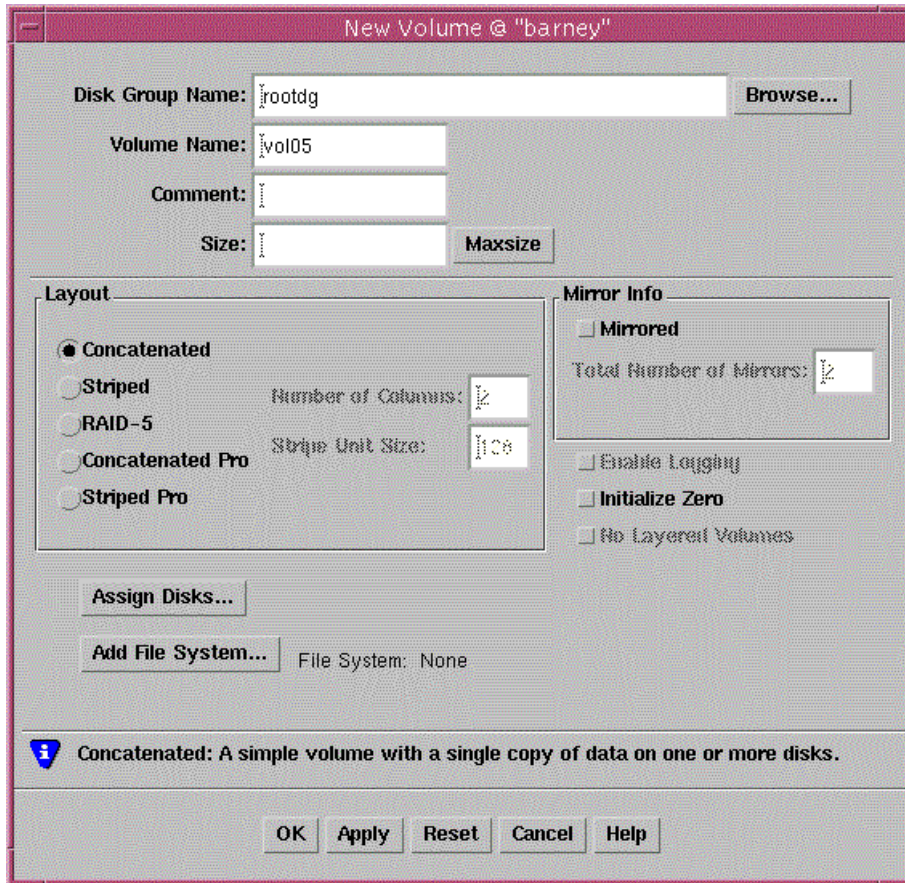 New Volume @ "barney"
Disk Group Name: rootdg Browse...
Volume Name: vol05
Comment:
Size: Maxsize
Layout
Concatenated
Striped
RAID-5
Concatenated Pro
Striped Pro
Number of Columns: 2
Stripe Unit Size: 128
Mirror Info
Mirrored
Total Number of Mirrors: 2
Enable Logging
Initialize Zero
No Layered Volumes
Assign Disks...
Add File System... File System: None
Concatenated: A simple volume with a single copy of data on one or more disks.
OK Apply Reset Cancel Help